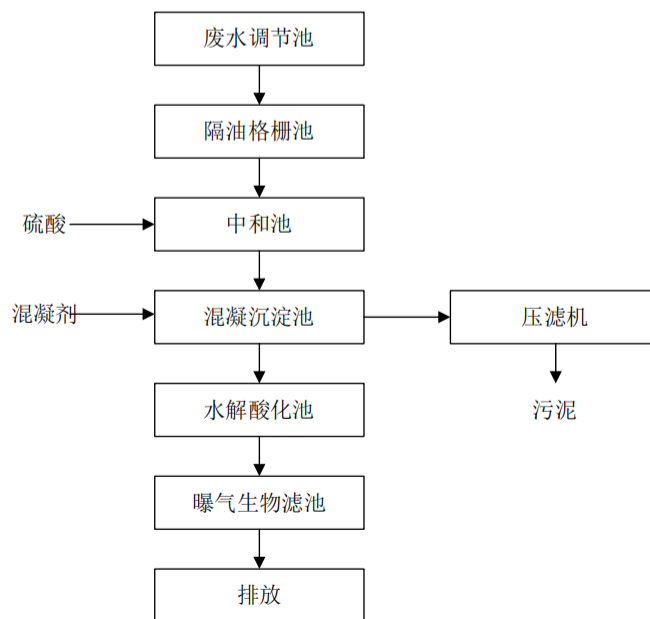 废水调节池
隔油格栅池
硫酸
中和池
混凝剂
混凝沉淀池
压滤机
水解酸化池
污泥
曝气生物滤池
排放